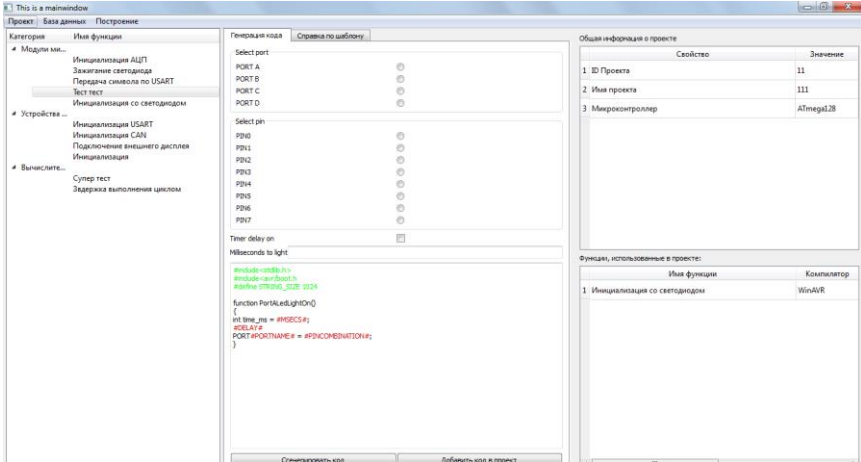 This is a mainwindow
Проект База данных Построение
Категория Имя функции
Модули ми...
Инициализация АЦП
Зажигание светодиода
Передача символа по USART
Тест тест
Инициализация со светодиодом
Устройства ...
Инициализация USART
Инициализация CAN
Подключение внешнего дисплея
Инициализация
Вычислите...
Супер тест
Задержка выполнения циклом
Генерация кода Справка по шаблону
Select port
PORT A
PORT B
PORT C
PORT D
Select pin
PIN0
PIN1
PIN2
PIN3
PIN4
PIN5
PIN6
PIN7
Timer delay on
Milliseconds to light
#include<stdlib.h>
#include<avr/boot.h
#define STRING_SIZE 1024
function PortALedLightOn()
{
int time_ms = #MSECS#;
#DELAY#
PORT#PORTNAME# = #PINCOMBINATION#;
}
Сгенерировать код Добавить код в проект
Общая информация о проекте
Свойство Значение
1 ID Проекта 11
2 Имя проекта 111
3 Микроконтроллер ATmega128
Функции, использованные в проекте:
Имя функции Компилятор
1 Инициализация со светодиодом WinAVR